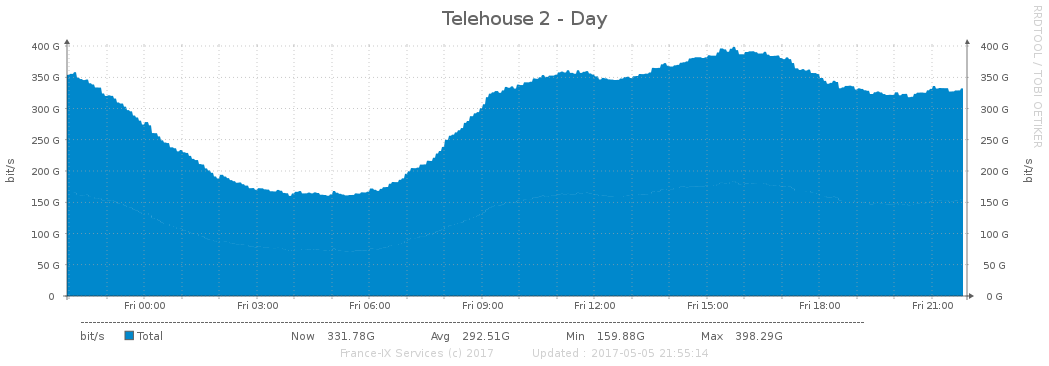 Telehouse 2 - Day
RRDTOOL / TOBI OETIKER
bit/s
400 G 400 G
350 G 350 G
300 G 300 G
250 G 250 G
200 G 200 G
150 G 150 G
100 G 100 G
50 G 50 G
0 0 G
bit/s
Fri 00:00 Fri 03:00 Fri 06:00 Fri 09:00 Fri 12:00 Fri 15:00 Fri 18:00 Fri 21:00
bit/s Total Now 331.78G Avg 292.51G Min 159.88G Max 398.29G
France-IX Services (c) 2017 Updated : 2017-05-05 21:55:14